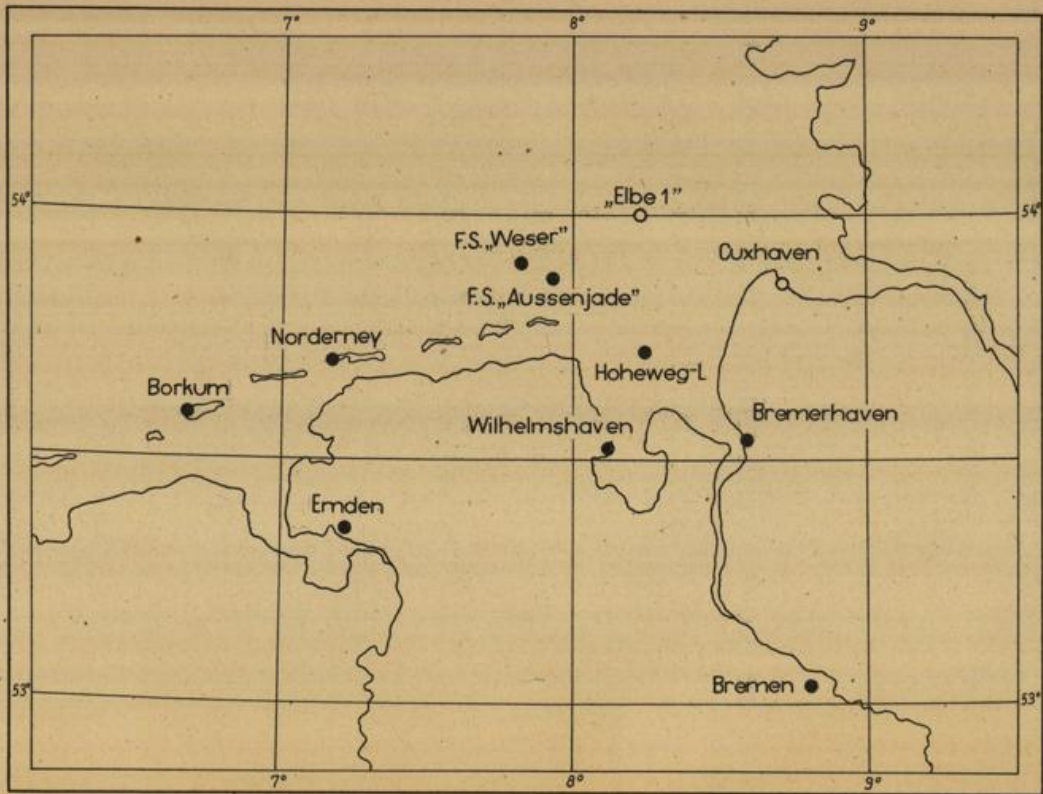 7°
8°
9°
54°
„Elbe 1”
54°
F.S. „Weser”
Cuxhaven
F.S. „Aussenjade”
Norderney
Hoheweg-L.
Borkum
Bremerhaven
Wilhelmshaven
Emden
Bremen
53°
53°
7°
8°
9°